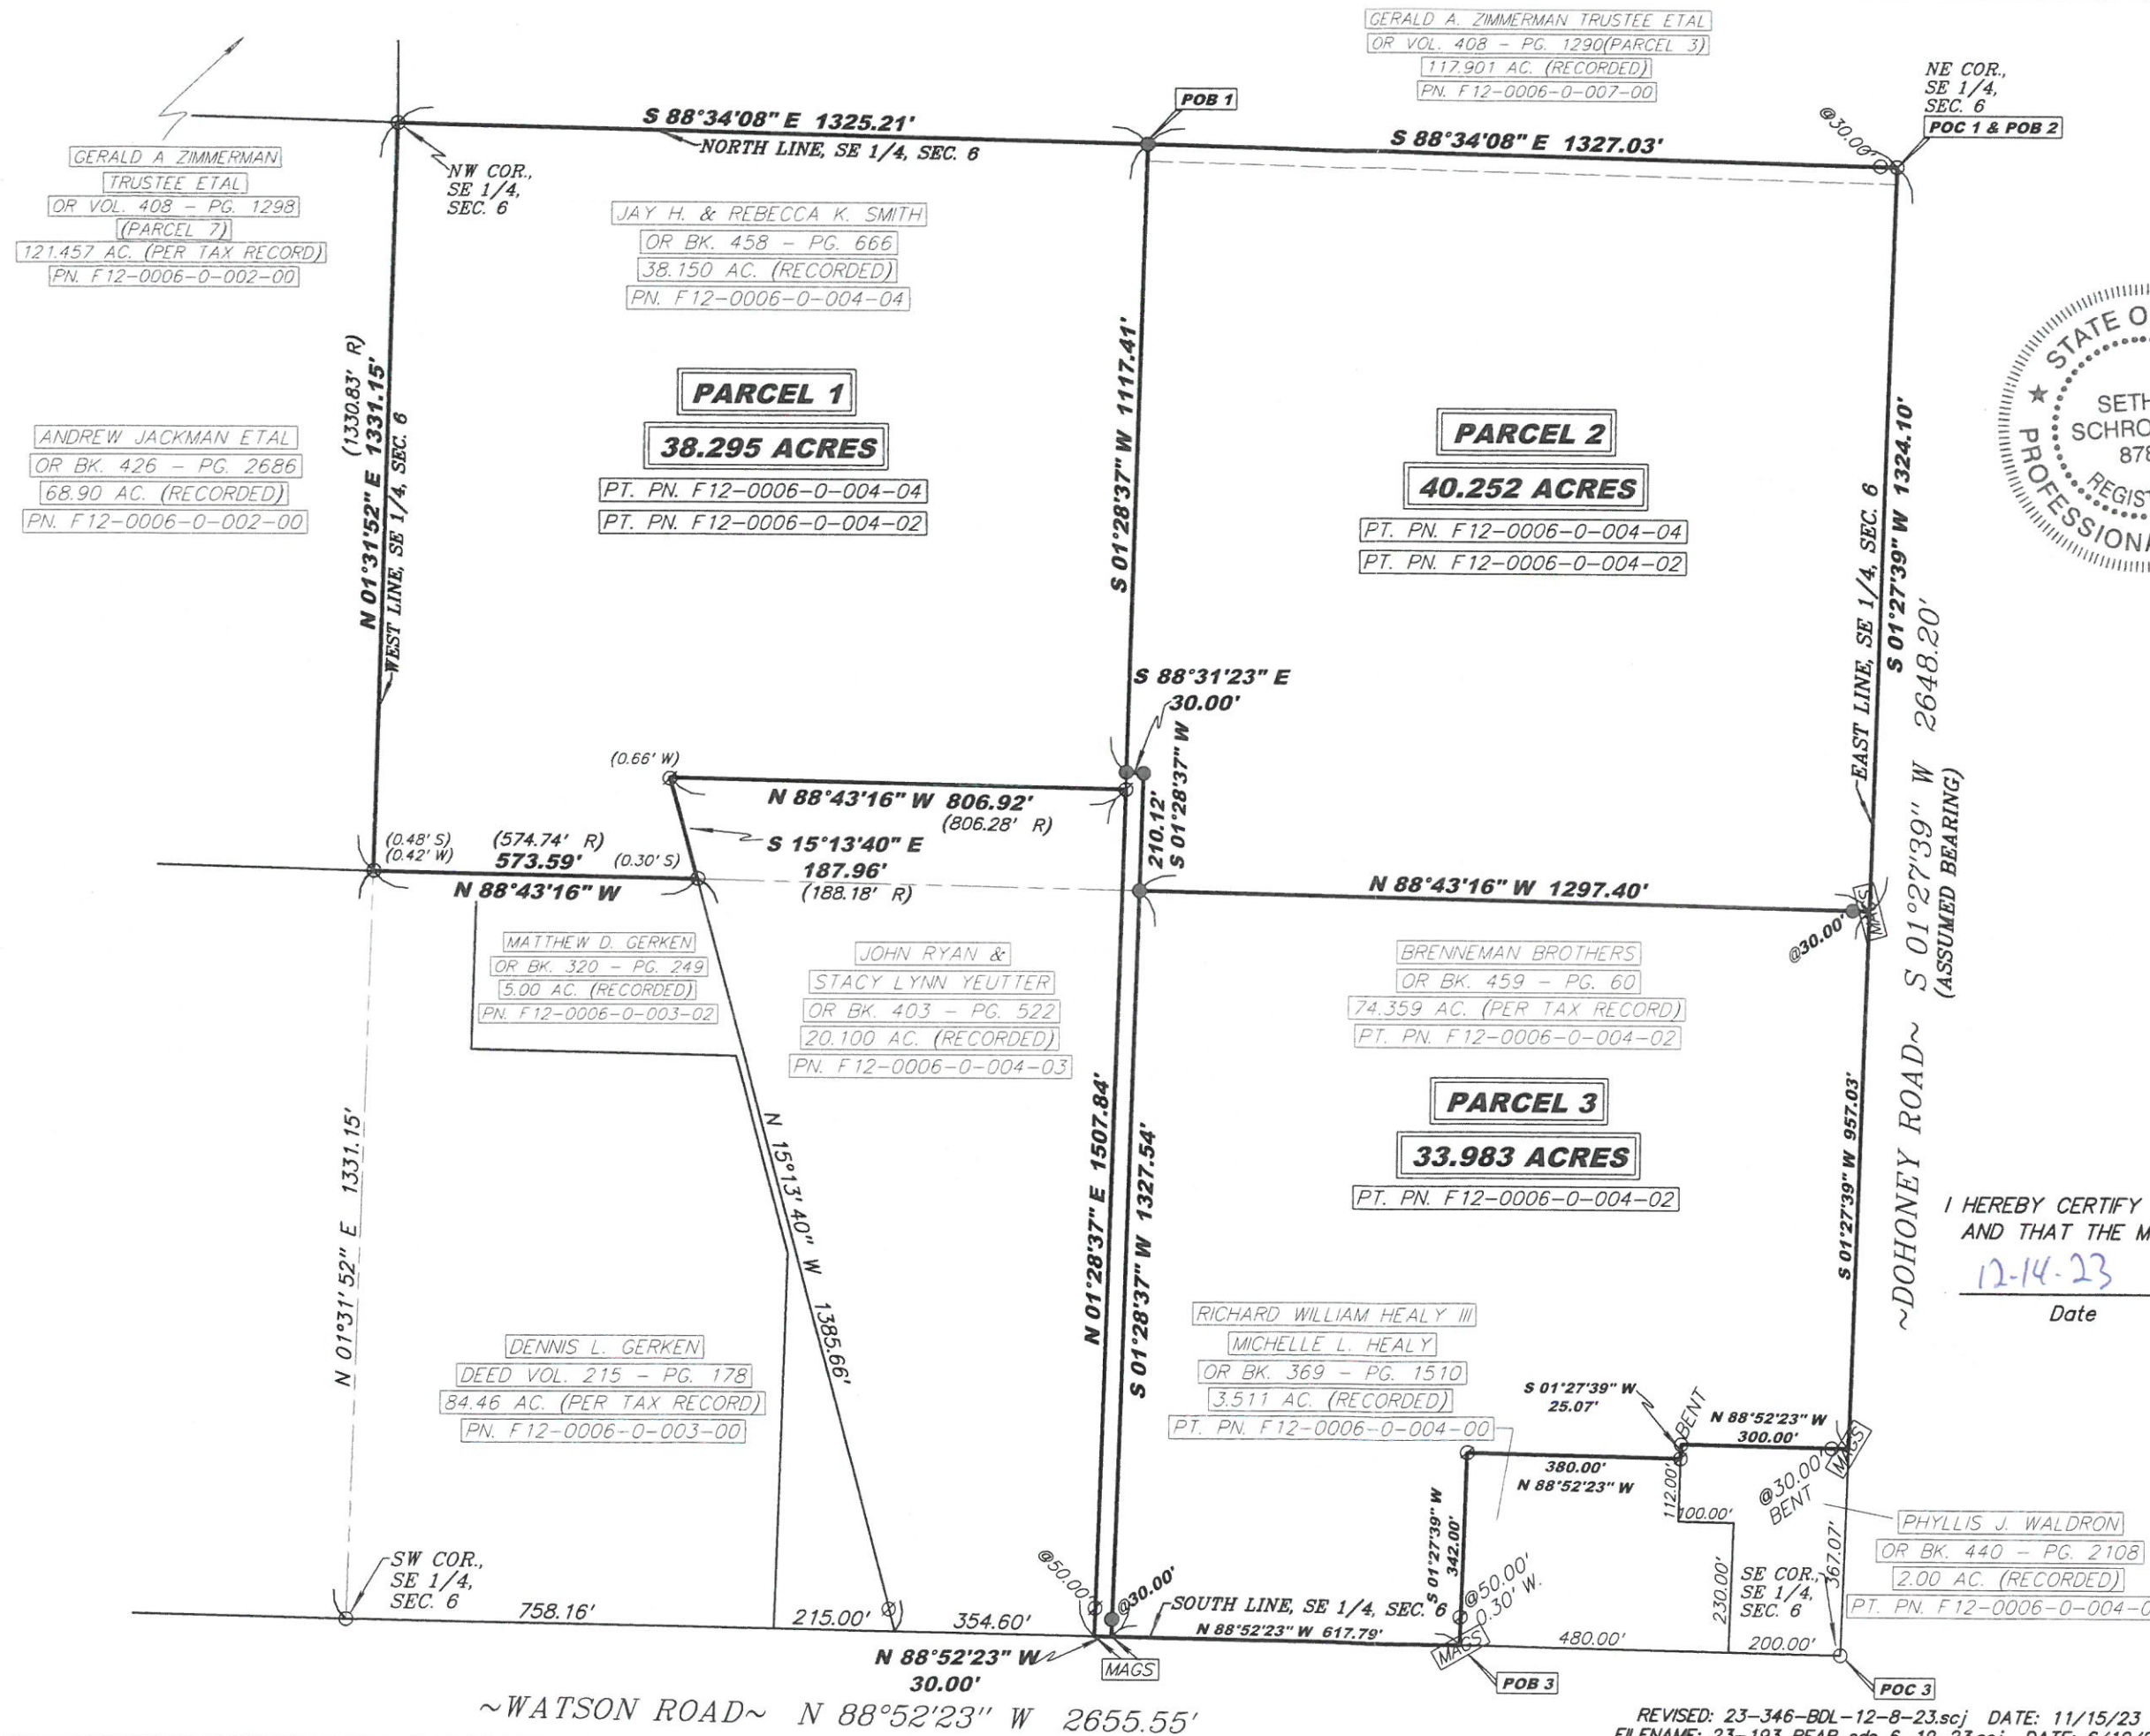 GERALD A. ZIMMERMAN TRUSTEE ETAL
OR VOL. 408 - PG. 1290(PARCEL 3)
117.901 AC. (RECORDED)
PN. F12-0006-0-007-00
NE COR.,
SE 1/4,
SEC. 6
POC 1 & POB 2
@30.00'
POB 1
S 88°34'08" E 1325.21'
NORTH LINE, SE 1/4, SEC. 6
S 88°34'08" E 1327.03'
NW COR.,
SE 1/4,
SEC. 6
GERALD A ZIMMERMAN
TRUSTEE ETAL
OR VOL. 408 - PG. 1298
(PARCEL 7)
121.457 AC. (PER TAX RECORD)
PN. F12-0006-0-002-00
JAY H. & REBECCA K. SMITH
OR BK. 458 - PG. 666
38.150 AC. (RECORDED)
PN. F12-0006-0-004-04
PARCEL 1
38.295 ACRES
PT. PN. F12-0006-0-004-04
PT. PN. F12-0006-0-004-02
PARCEL 2
40.252 ACRES
PT. PN. F12-0006-0-004-04
PT. PN. F12-0006-0-004-02
STATE O
SETH
SCHRO
878
REGIST
PROFESSIONA
ANDREW JACKMAN ETAL
OR BK. 426 - PG. 2686
68.90 AC. (RECORDED)
PN. F12-0006-0-002-00
(1330.83' R)
N 01°31'52" E 1331.15'
WEST LINE, SE 1/4, SEC. 6
S 01°28'37" W 1117.41'
EAST LINE, SE 1/4, SEC. 6
S 01°27'39" W 1324.10'
~DOHONEY ROAD~ S 01°27'39" W 2648.20'
(ASSUMED BEARING)
S 88°31'23" E
30.00'
210.12'
S 01°28'37" W
(0.66' W)
N 88°43'16" W 806.92'
(806.28' R)
S 15°13'40" E
187.96'
(188.18' R)
(0.48' S)
(0.42' W)
(574.74' R)
573.59'
(0.30' S)
N 88°43'16" W
N 88°43'16" W 1297.40'
@30.00'
MAGS
MATTHEW D. GERKEN
OR BK. 320 - PG. 249
5.00 AC. (RECORDED)
PN. F12-0006-0-003-02
JOHN RYAN &
STACY LYNN YEUTTER
OR BK. 403 - PG. 522
20.100 AC. (RECORDED)
PN. F12-0006-0-004-03
BRENNEMAN BROTHERS
OR BK. 459 - PG. 60
74.359 AC. (PER TAX RECORD)
PT. PN. F12-0006-0-004-02
PARCEL 3
33.983 ACRES
PT. PN. F12-0006-0-004-02
N 01°31'52" E 1331.15'
N 15°13'40" W 1385.66'
N 01°28'37" E 1507.84'
S 01°28'37" W 1327.54'
S 01°27'39" W 957.03'
I HEREBY CERTIFY
AND THAT THE M
12-14-23
Date
DENNIS L. GERKEN
DEED VOL. 215 - PG. 178
84.46 AC. (PER TAX RECORD)
PN. F12-0006-0-003-00
RICHARD WILLIAM HEALY III
MICHELLE L. HEALY
OR BK. 369 - PG. 1510
3.511 AC. (RECORDED)
PT. PN. F12-0006-0-004-00
S 01°27'39" W
25.07'
BENT
N 88°52'23" W
300.00'
MAGS
@30.00'
BENT
380.00'
N 88°52'23" W
S 01°27'39" W
342.00'
@50.00'
0.30' W.
112.00'
100.00'
230.00'
367.07'
PHYLLIS J. WALDRON
OR BK. 440 - PG. 2108
2.00 AC. (RECORDED)
PT. PN. F12-0006-0-004-0
SE COR.,
SE 1/4,
SEC. 6
SW COR.,
SE 1/4,
SEC. 6
758.16'
215.00'
354.60'
@50.00'
@30.00'
SOUTH LINE, SE 1/4, SEC. 6
N 88°52'23" W 617.79'
480.00'
200.00'
MAGS
MAGS
POB 3
POC 3
N 88°52'23" W
30.00'
~WATSON ROAD~ N 88°52'23" W 2655.55'
REVISED: 23-346-BDL-12-8-23.scj DATE: 11/15/23